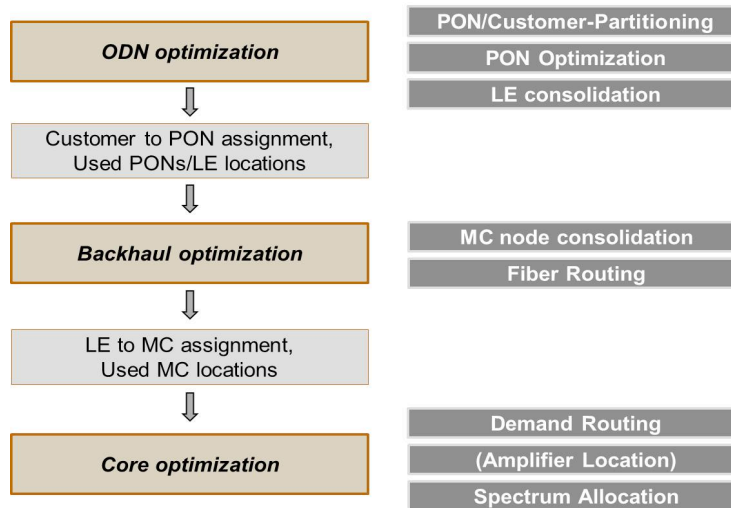 ODN optimization
PON/Customer-Partitioning
PON Optimization
LE consolidation
Customer to PON assignment,
Used PONs/LE locations
Backhaul optimization
MC node consolidation
Fiber Routing
LE to MC assignment,
Used MC locations
Core optimization
Demand Routing
(Amplifier Location)
Spectrum Allocation